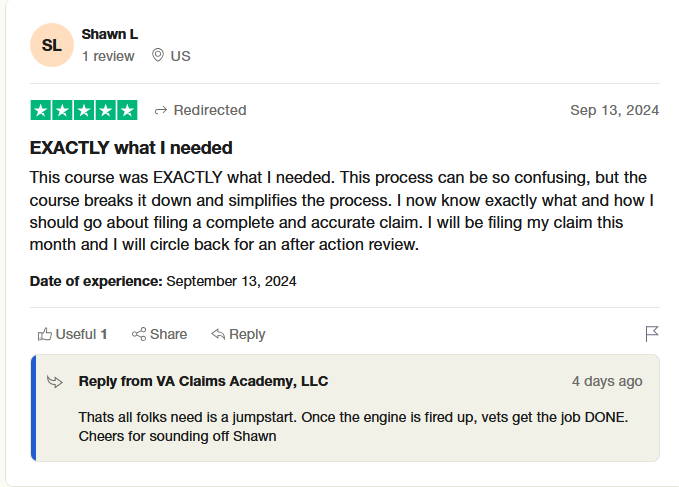 SL
Shawn L
1 review US
Redirected Sep 13, 2024
EXACTLY what I needed
This course was EXACTLY what I needed. This process can be so confusing, but the
course breaks it down and simplifies the process. I now know exactly what and how I
should go about filing a complete and accurate claim. I will be filing my claim this
month and I will circle back for an after action review.
Date of experience: September 13, 2024
Useful 1 Share Reply
Reply from VA Claims Academy, LLC 4 days ago
Thats all folks need is a jumpstart. Once the engine is fired up, vets get the job DONE.
Cheers for sounding off Shawn